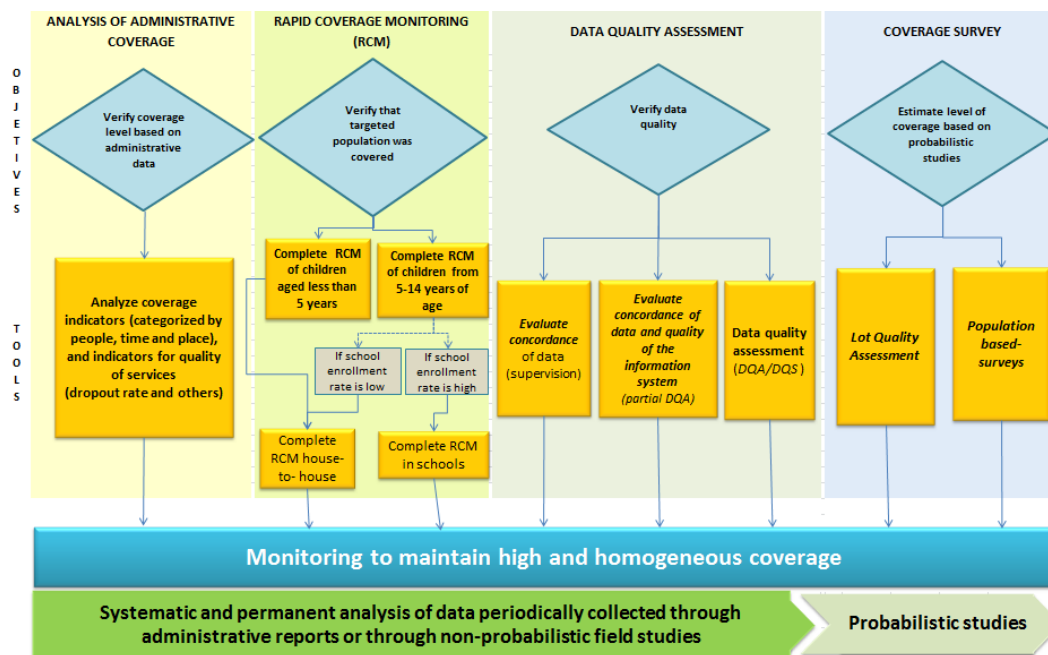 ANALYSIS OF ADMINISTRATIVE
COVERAGE
RAPID COVERAGE MONITORING
(RCM)
DATA QUALITY ASSESSMENT
COVERAGE SURVEY
OBJETIVES
Verify coverage
level based on
administrative
data
Verify that
targeted
population was
covered
Verify data
quality
Estimate level of
coverage based on
probabilistic
studies
TOOLS
Analyze coverage
indicators (categorized by
people, time and place),
and indicators for quality
of services
(dropout rate and others)
Complete RCM
of children
aged less than
5 years
Complete RCM
of children from
5-14 years of
age
If school
enrollment
rate is low
If school
enrollment
rate is high
Complete
RCM house-
to- house
Complete RCM
in schools
Evaluate
concordance
of data
(supervision)
Evaluate
concordance of
data and quality
of the
information
system
(partial DQA)
Data quality
assessment
(DQA/DQS )
Lot Quality
Assessment
Population
based-
surveys
Monitoring to maintain high and homogeneous coverage
Systematic and permanent analysis of data periodically collected through
administrative reports or through non-probabilistic field studies
Probabilistic studies